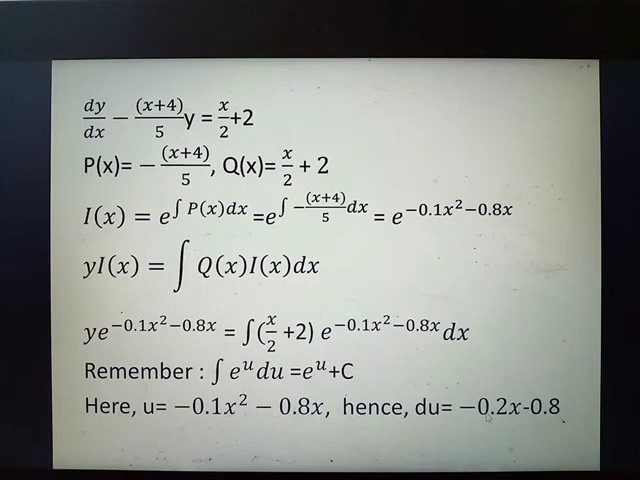 dy/dx − (x+4)/5 y = x/2+2
P(x)= − (x+4)/5, Q(x)= x/2 + 2
I(x) = e^∫ P(x)dx =e^∫ −(x+4)/5 dx = e^−0.1x²−0.8x
yI(x) = ∫ Q(x)I(x)dx
ye^−0.1x²−0.8x = ∫(x/2 +2) e^−0.1x²−0.8x dx
Remember : ∫ e^u du =e^u+C
Here, u= −0.1x² − 0.8x, hence, du= −0.2x-0.8